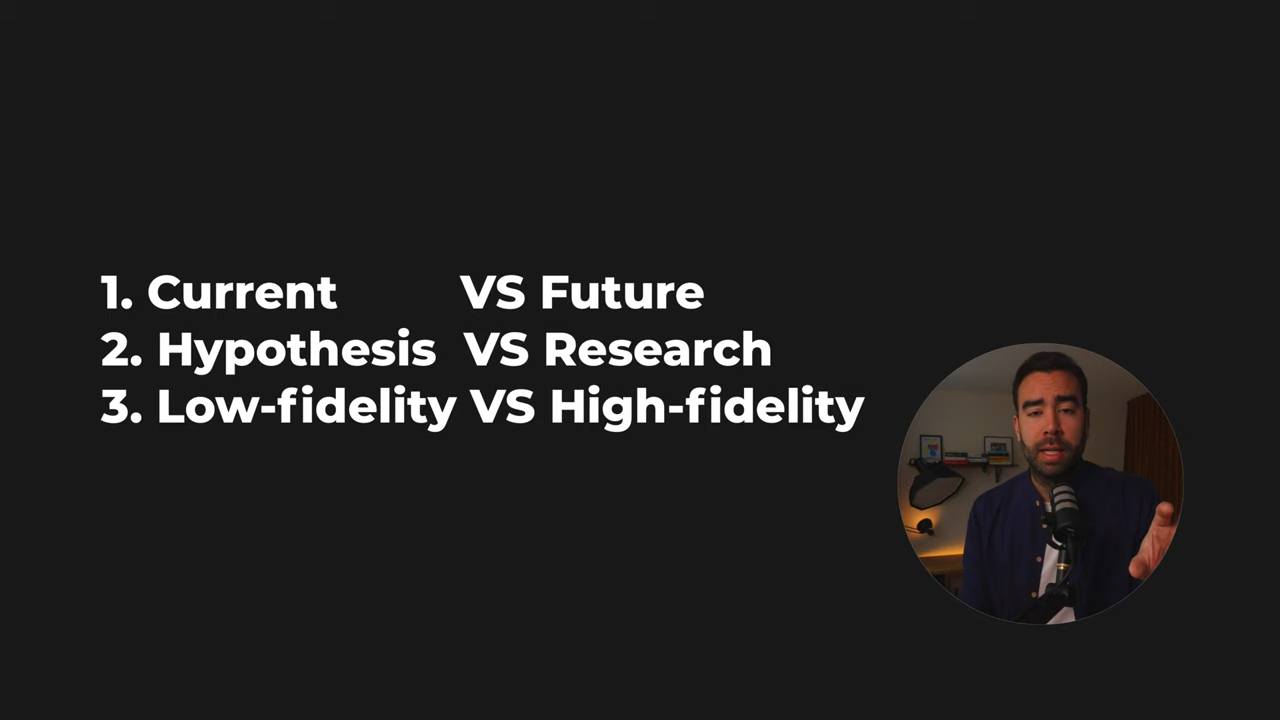 1. Current VS Future
2. Hypothesis VS Research
3. Low-fidelity VS High-fidelity